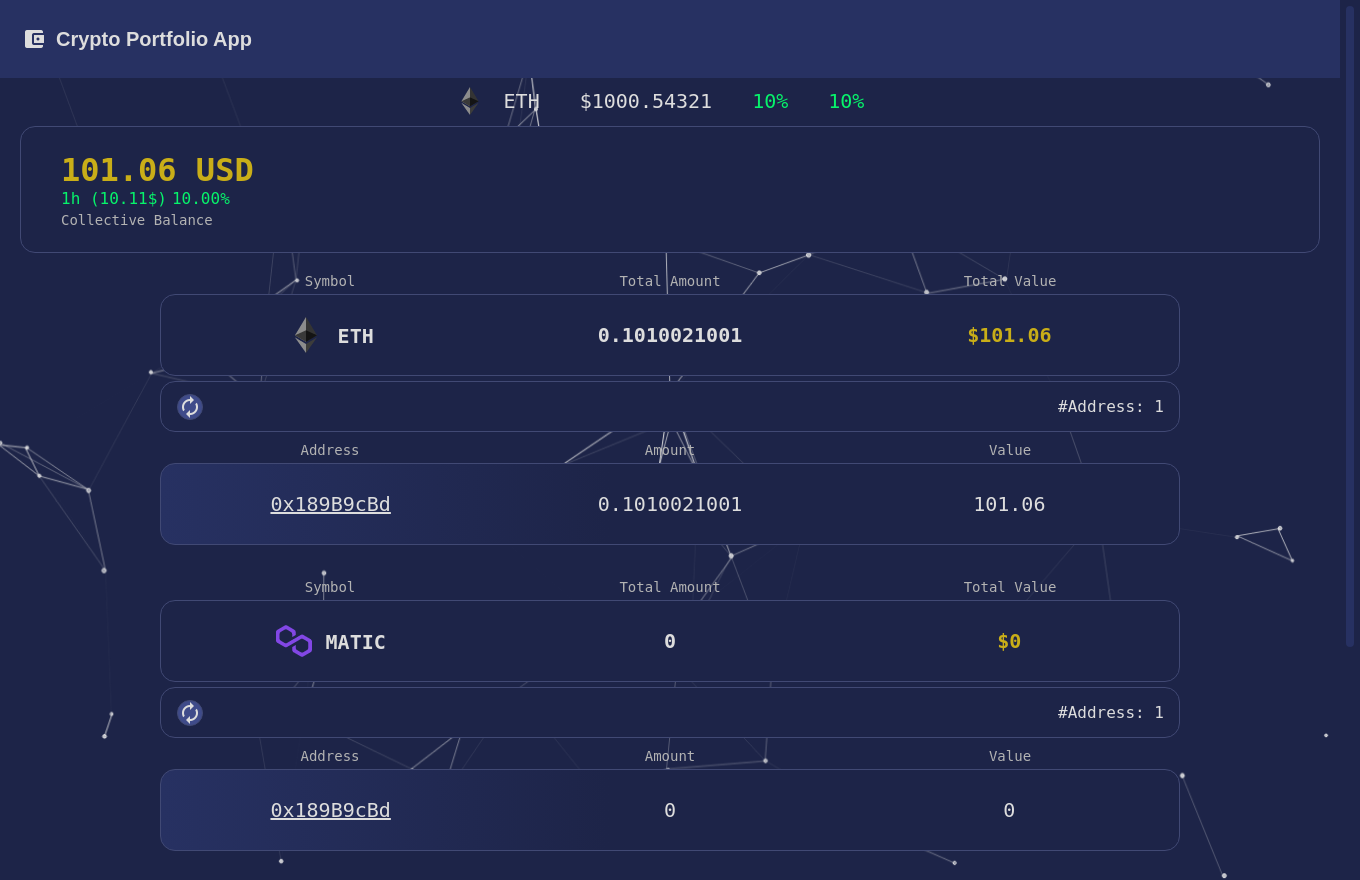 Crypto Portfolio App
ETH $1000.54321 10% 10%
101.06 USD
1h (10.11$) 10.00%
Collective Balance
Symbol Total Amount Total Value
ETH 0.1010021001 $101.06
#Address: 1
Address Amount Value
0x189B9cBd 0.1010021001 101.06
Symbol Total Amount Total Value
MATIC 0 $0
#Address: 1
Address Amount Value
0x189B9cBd 0 0